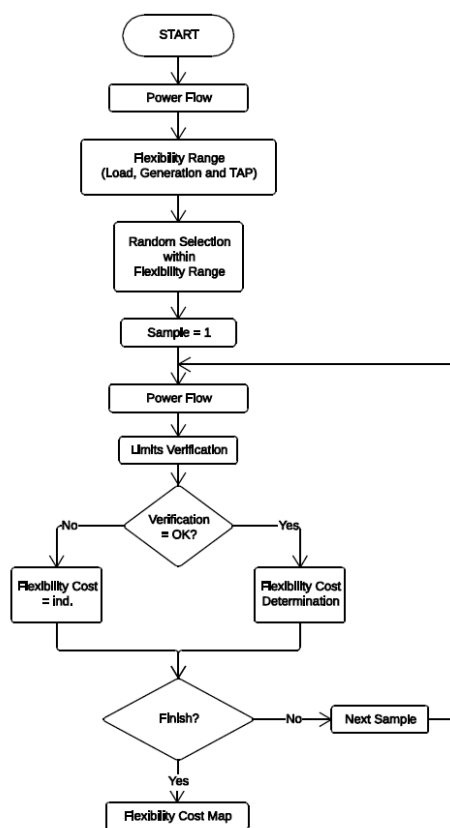 START
Power Flow
Flexibility Range
(Load, Generation and TAP)
Random Selection
within
Flexibility Range
Sample = 1
Power Flow
Limits Verification
Verification
= OK?
No
Yes
Flexibility Cost
= ind.
Flexibility Cost
Determination
Finish?
No
Next Sample
Yes
Flexibility Cost Map